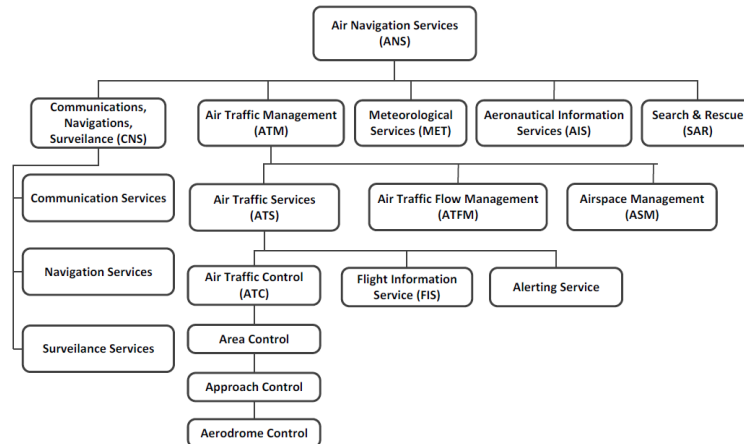 Air Navigation Services
(ANS)
Communications,
Navigations,
Surveilance (CNS)
Air Traffic Management
(ATM)
Meteorological
Services (MET)
Aeronautical Information
Services (AIS)
Search & Rescue
(SAR)
Communication Services
Navigation Services
Surveilance Services
Air Traffic Services
(ATS)
Air Traffic Flow Management
(ATFM)
Airspace Management
(ASM)
Air Traffic Control
(ATC)
Flight Information
Service (FIS)
Alerting Service
Area Control
Approach Control
Aerodrome Control